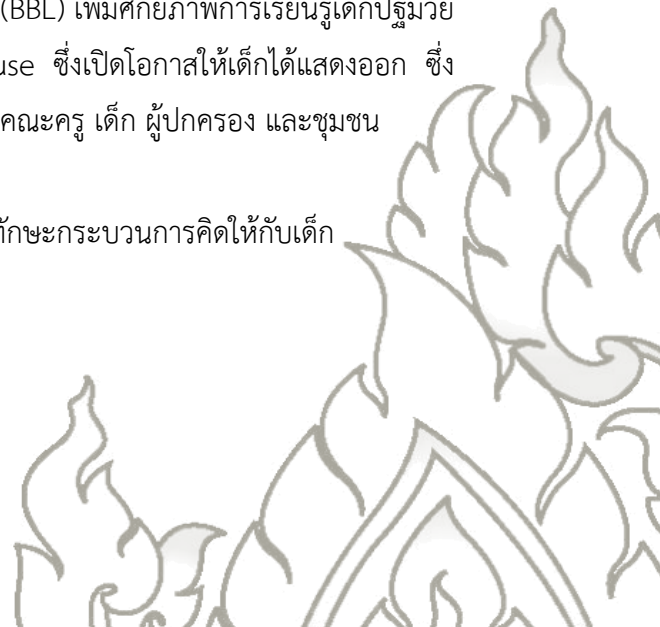 (BBL) เพิ่มศักยภาพการเรียนรู้เด็กปฐมวัย
use ซึ่งเปิดโอกาสให้เด็กได้แสดงออก ซึ่ง
คณะครู เด็ก ผู้ปกครอง และชุมชน
ทักษะกระบวนการคิดให้กับเด็ก